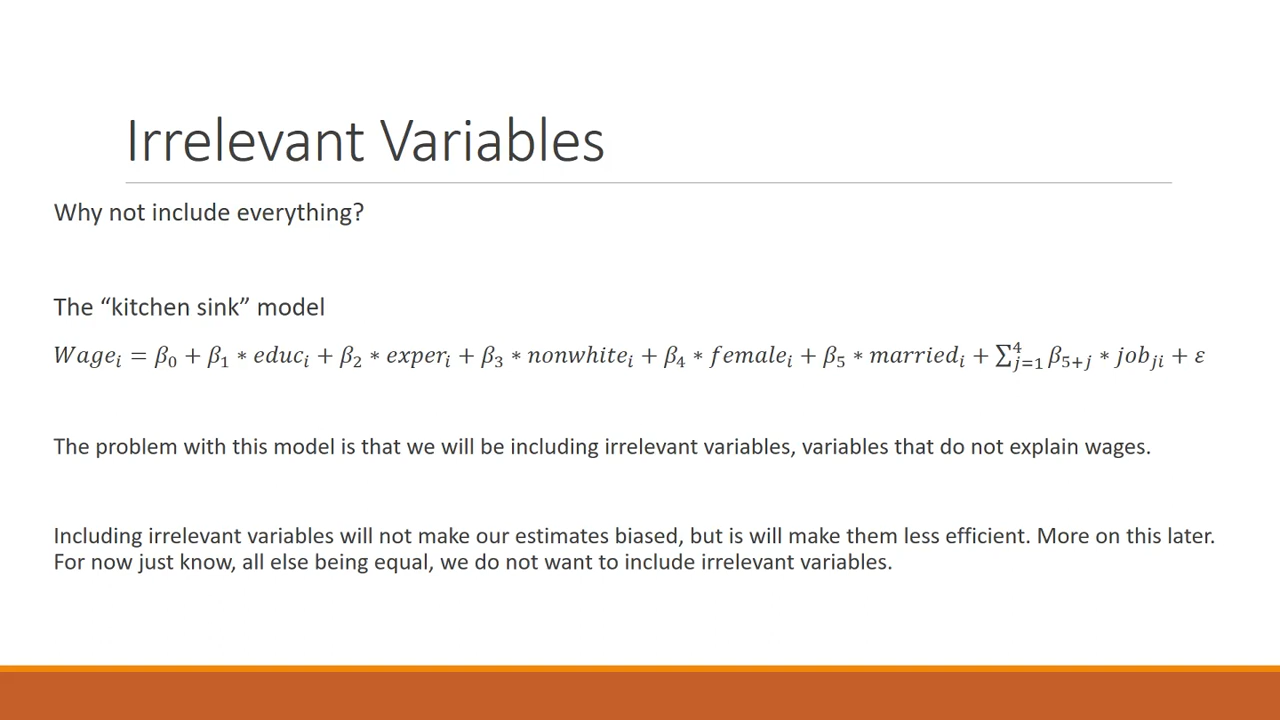 Irrelevant Variables
Why not include everything?
The “kitchen sink” model
𝑊𝑎𝑔𝑒ᵢ = 𝛽₀ + 𝛽₁ ∗ 𝑒𝑑𝑢𝑐ᵢ + 𝛽₂ ∗ 𝑒𝑥𝑝𝑒𝑟ᵢ + 𝛽₃ ∗ 𝑛𝑜𝑛𝑤ℎ𝑖𝑡𝑒ᵢ + 𝛽₄ ∗ 𝑓𝑒𝑚𝑎𝑙𝑒ᵢ + 𝛽₅ ∗ 𝑚𝑎𝑟𝑟𝑖𝑒𝑑ᵢ + ∑⁴ⱼ₌₁ 𝛽₅₊ⱼ ∗ 𝑗𝑜𝑏ⱼᵢ + 𝜀
The problem with this model is that we will be including irrelevant variables, variables that do not explain wages.
Including irrelevant variables will not make our estimates biased, but is will make them less efficient. More on this later.
For now just know, all else being equal, we do not want to include irrelevant variables.